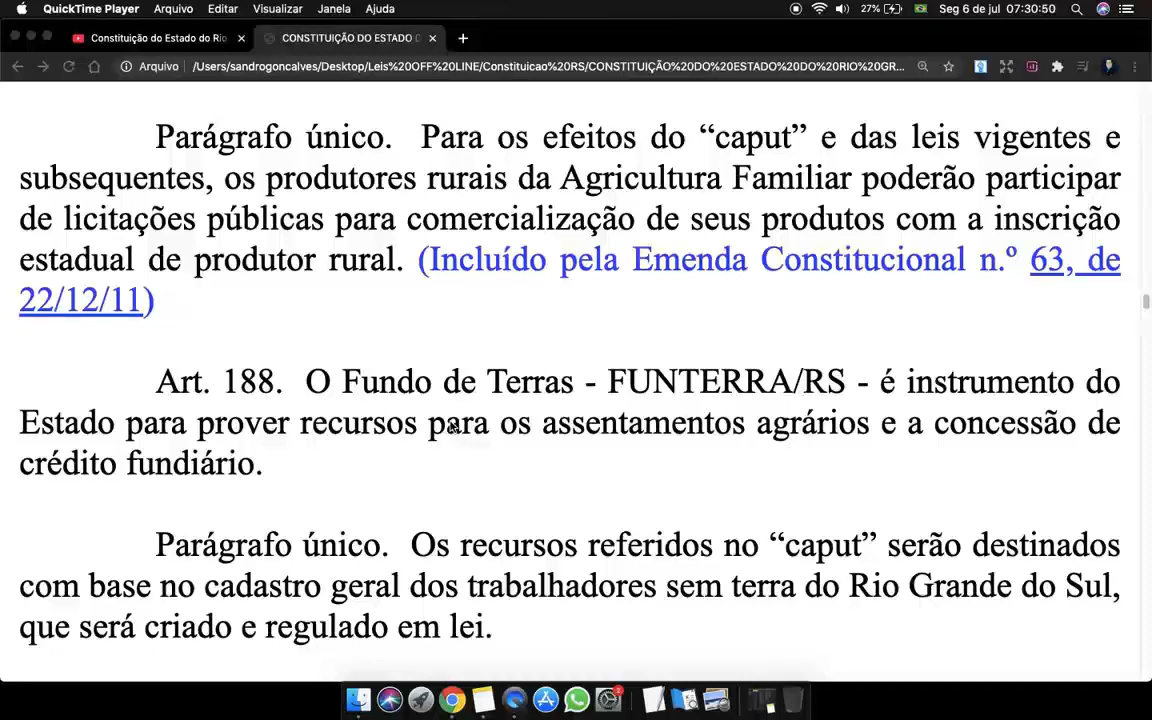 QuickTime Player Arquivo Editar Visualizar Janela Ajuda 27% Seg 6 de jul 07:30:50
Constituição do Estado do Rio CONSTITUIÇÃO DO ESTADO D
Arquivo /Users/sandrogoncalves/Desktop/Leis%20OFF%20LINE/Constituicao%20RS/CONSTITUIÇÃO%20DO%20ESTADO%20DO%20RIO%20GR...
Parágrafo único. Para os efeitos do “caput” e das leis vigentes e
subsequentes, os produtores rurais da Agricultura Familiar poderão participar
de licitações públicas para comercialização de seus produtos com a inscrição
estadual de produtor rural. (Incluído pela Emenda Constitucional n.º 63, de
22/12/11)
Art. 188. O Fundo de Terras - FUNTERRA/RS - é instrumento do
Estado para prover recursos para os assentamentos agrários e a concessão de
crédito fundiário.
Parágrafo único. Os recursos referidos no “caput” serão destinados
com base no cadastro geral dos trabalhadores sem terra do Rio Grande do Sul,
que será criado e regulado em lei.
2